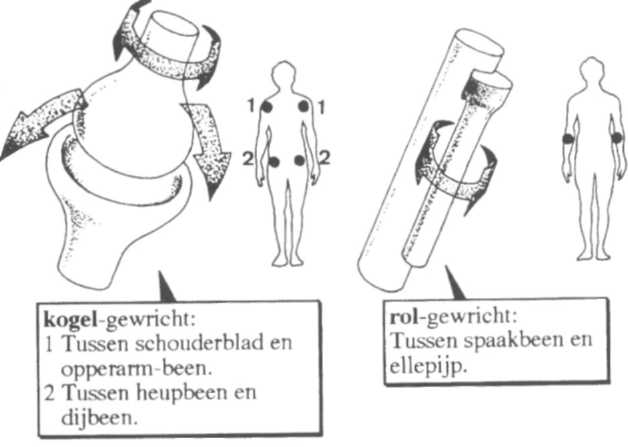 1
1
2
2
kogel-gewricht:
1 Tussen schouderblad en
opperarm-been.
2 Tussen heupbeen en
dijbeen.
rol-gewricht:
Tussen spaakbeen en
ellepijp.